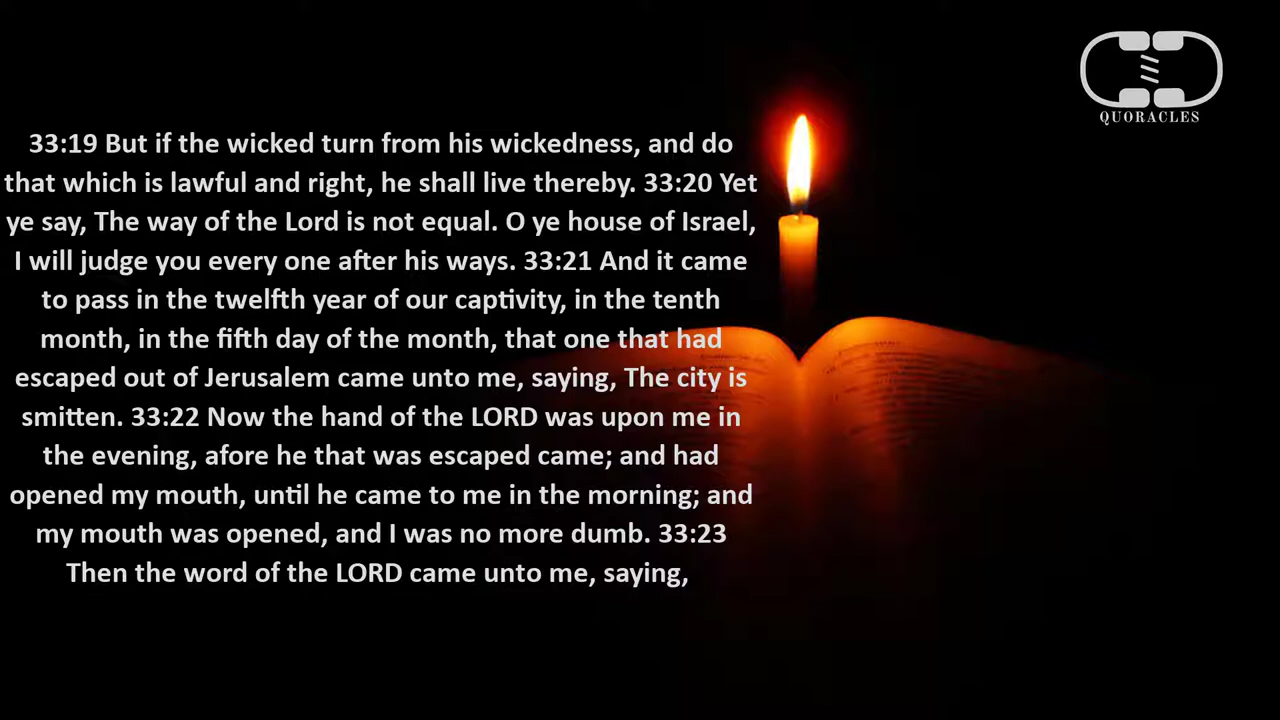 33:19 But if the wicked turn from his wickedness, and do
that which is lawful and right, he shall live thereby. 33:20 Yet
ye say, The way of the Lord is not equal. O ye house of Israel,
I will judge you every one after his ways. 33:21 And it came
to pass in the twelfth year of our captivity, in the tenth
month, in the fifth day of the month, that one that had
escaped out of Jerusalem came unto me, saying, The city is
smitten. 33:22 Now the hand of the LORD was upon me in
the evening, afore he that was escaped came; and had
opened my mouth, until he came to me in the morning; and
my mouth was opened, and I was no more dumb. 33:23
Then the word of the LORD came unto me, saying,
QUORACLES